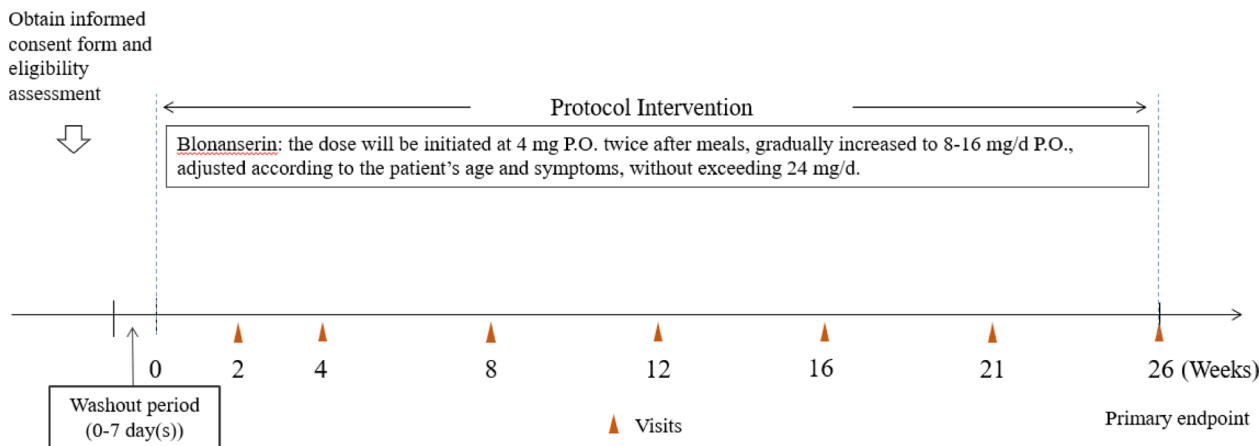 Obtain informed
consent form and
eligibility
assessment
Protocol Intervention
Blonanserin: the dose will be initiated at 4 mg P.O. twice after meals, gradually increased to 8-16 mg/d P.O.,
adjusted according to the patient's age and symptoms, without exceeding 24 mg/d.
0 2 4 8 12 16 21 26 (Weeks)
Washout period
(0-7 day(s))
Visits
Primary endpoint